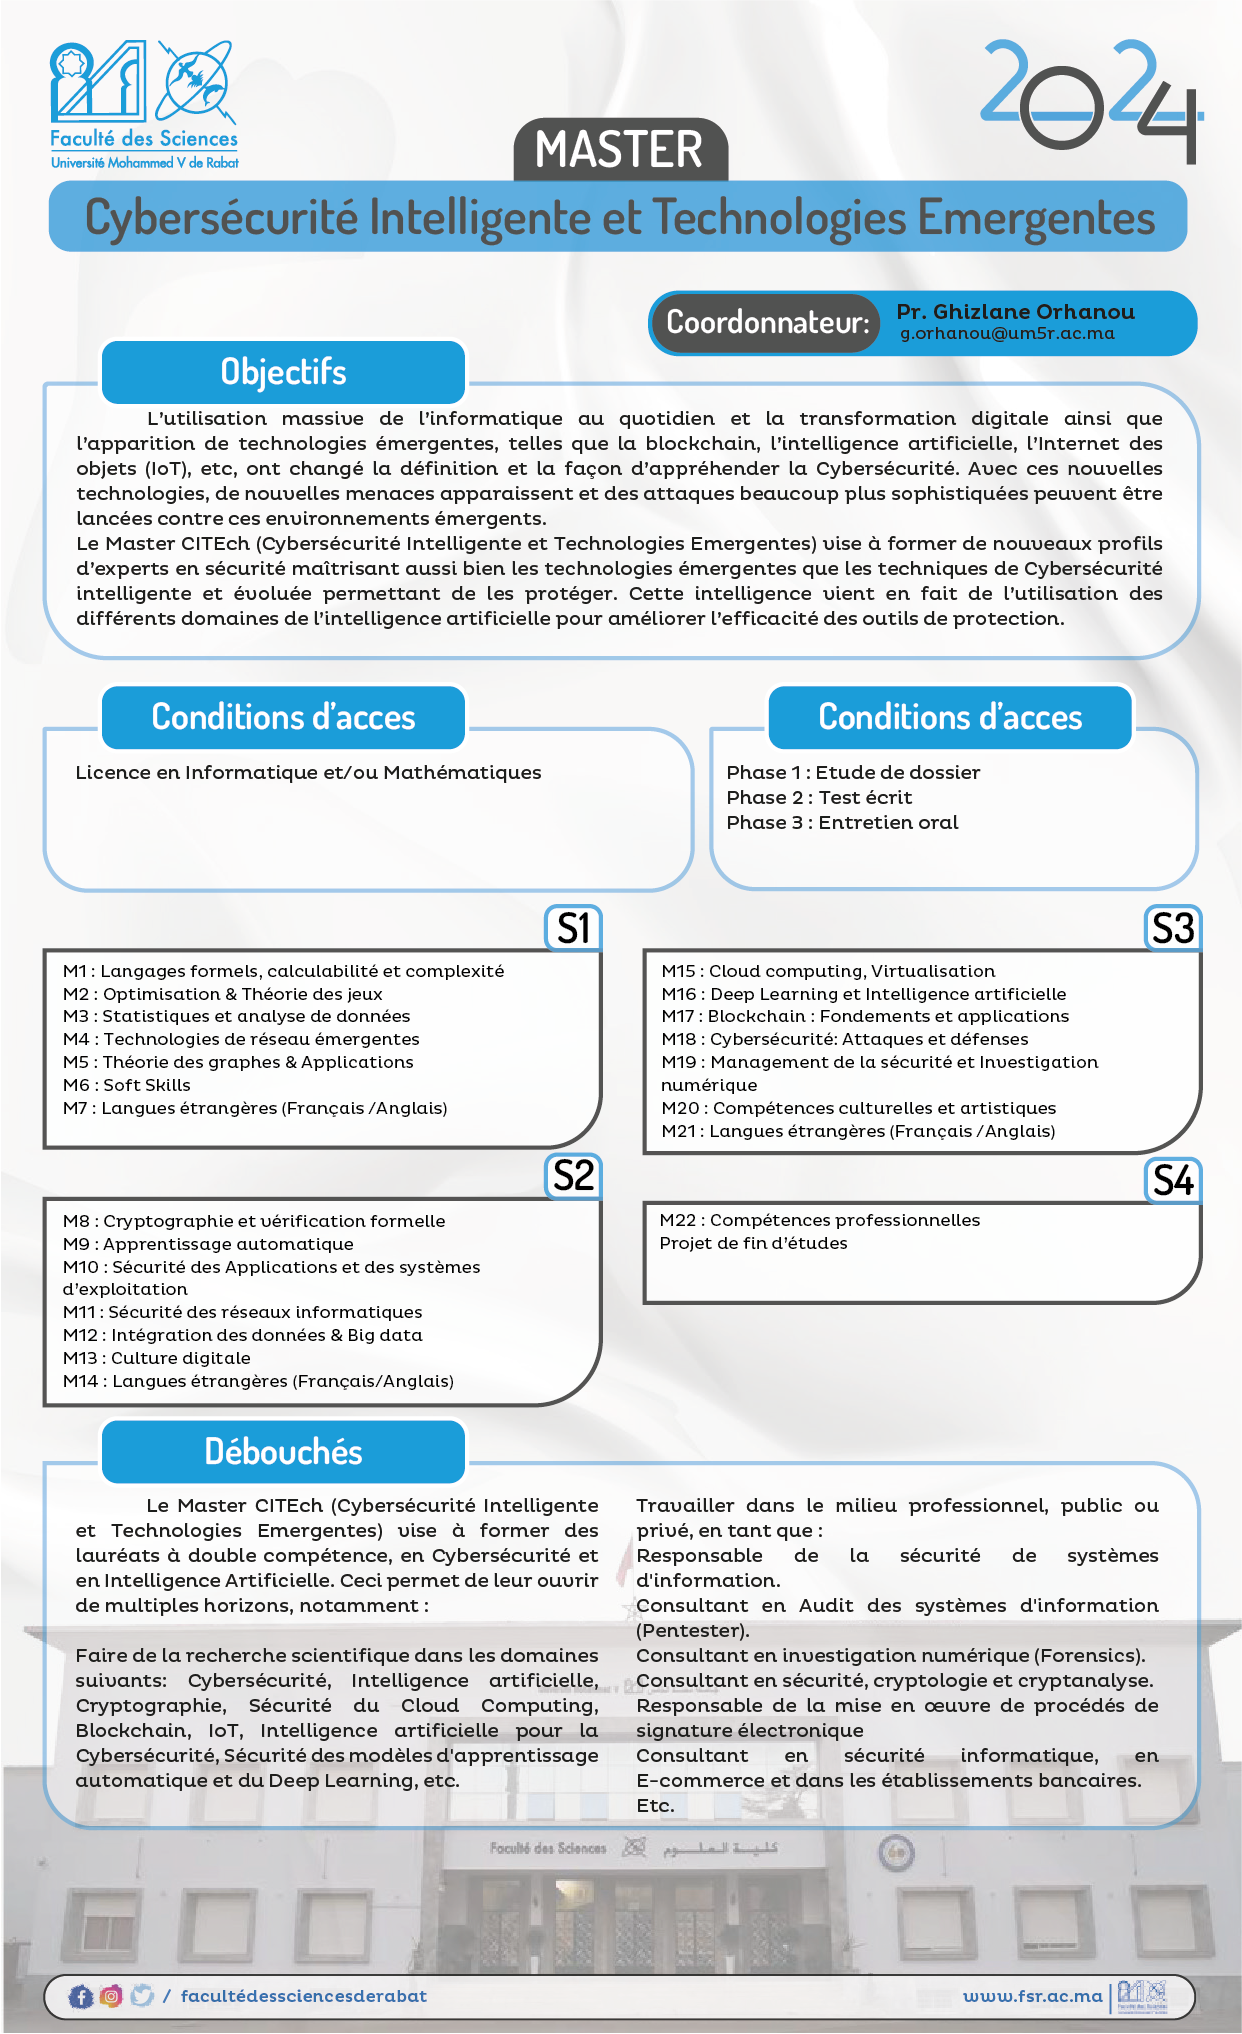 Faculté des Sciences
Université Mohammed V de Rabat
2024
MASTER
Cybersécurité Intelligente et Technologies Emergentes
Coordonnateur:
Pr. Ghizlane Orhanou
g.orhanou@um5r.ac.ma
Objectifs
L'utilisation massive de l'informatique au quotidien et la transformation digitale ainsi que
l'apparition de technologies émergentes, telles que la blockchain, l'intelligence artificielle, l'Internet des
objets (IoT), etc, ont changé la définition et la façon d'appréhender la Cybersécurité. Avec ces nouvelles
technologies, de nouvelles menaces apparaissent et des attaques beaucoup plus sophistiquées peuvent être
lancées contre ces environnements émergents.
Le Master CITEch (Cybersécurité Intelligente et Technologies Emergentes) vise à former de nouveaux profils
d'experts en sécurité maîtrisant aussi bien les technologies émergentes que les techniques de Cybersécurité
intelligente et évoluée permettant de les protéger. Cette intelligence vient en fait de l'utilisation des
différents domaines de l'intelligence artificielle pour améliorer l'efficacité des outils de protection.
Conditions d'acces
Licence en Informatique et/ou Mathématiques
Conditions d'acces
Phase 1 : Etude de dossier
Phase 2 : Test écrit
Phase 3 : Entretien oral
S1
M1 : Langages formels, calculabilité et complexité
M2 : Optimisation & Théorie des jeux
M3 : Statistiques et analyse de données
M4 : Technologies de réseau émergentes
M5 : Théorie des graphes & Applications
M6 : Soft Skills
M7 : Langues étrangères (Français /Anglais)
S2
M8 : Cryptographie et vérification formelle
M9 : Apprentissage automatique
M10 : Sécurité des Applications et des systèmes
d'exploitation
M11 : Sécurité des réseaux informatiques
M12 : Intégration des données & Big data
M13 : Culture digitale
M14 : Langues étrangères (Français/Anglais)
S3
M15 : Cloud computing, Virtualisation
M16 : Deep Learning et Intelligence artificielle
M17 : Blockchain : Fondements et applications
M18 : Cybersécurité: Attaques et défenses
M19 : Management de la sécurité et Investigation
numérique
M20 : Compétences culturelles et artistiques
M21 : Langues étrangères (Français /Anglais)
S4
M22 : Compétences professionnelles
Projet de fin d'études
Débouchés
Le Master CITEch (Cybersécurité Intelligente
et Technologies Emergentes) vise à former des
lauréats à double compétence, en Cybersécurité et
en Intelligence Artificielle. Ceci permet de leur ouvrir
de multiples horizons, notamment :
Faire de la recherche scientifique dans les domaines
suivants: Cybersécurité, Intelligence artificielle,
Cryptographie, Sécurité du Cloud Computing,
Blockchain, IoT, Intelligence artificielle pour la
Cybersécurité, Sécurité des modèles d'apprentissage
automatique et du Deep Learning, etc.
Travailler dans le milieu professionnel, public ou
privé, en tant que :
Responsable de la sécurité de systèmes
d'information.
Consultant en Audit des systèmes d'information
(Pentester).
Consultant en investigation numérique (Forensics).
Consultant en sécurité, cryptologie et cryptanalyse.
Responsable de la mise en œuvre de procédés de
signature électronique
Consultant en sécurité informatique, en
E-commerce et dans les établissements bancaires.
Etc.
Faculté des Sciences كلية العلوم
/ facultédessciencesderabat
www.fsr.ac.ma